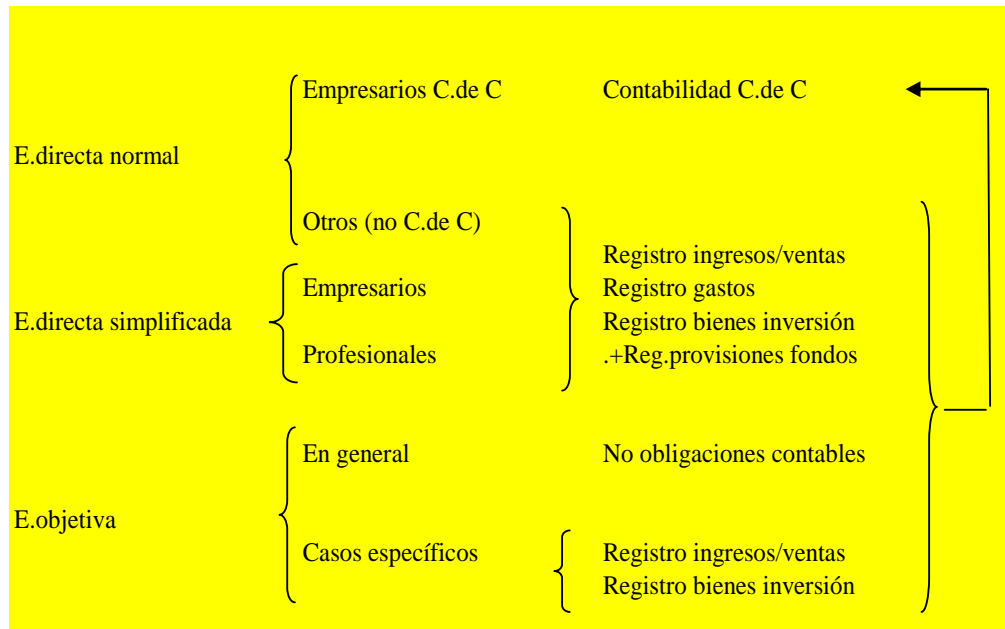 Empresarios C.de C Contabilidad C.de C
E.directa normal
Otros (no C.de C)
Registro ingresos/ventas
Empresarios Registro gastos
E.directa simplificada Registro bienes inversión
Profesionales .+Reg.provisiones fondos
En general No obligaciones contables
E.objetiva
Casos específicos Registro ingresos/ventas
Registro bienes inversión